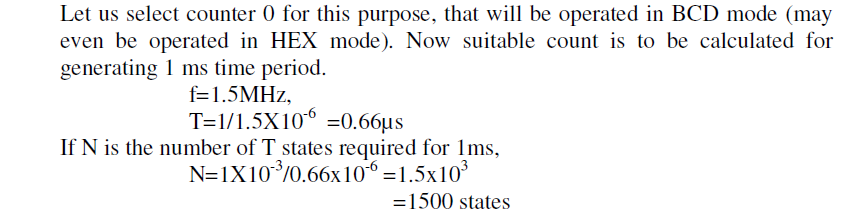 Let us select counter 0 for this purpose, that will be operated in BCD mode (may
even be operated in HEX mode). Now suitable count is to be calculated for
generating 1 ms time period.
f=1.5MHz,
T=1/1.5X10⁻⁶ =0.66μs
If N is the number of T states required for 1ms,
N=1X10⁻³/0.66x10⁻⁶ =1.5x10³
=1500 states